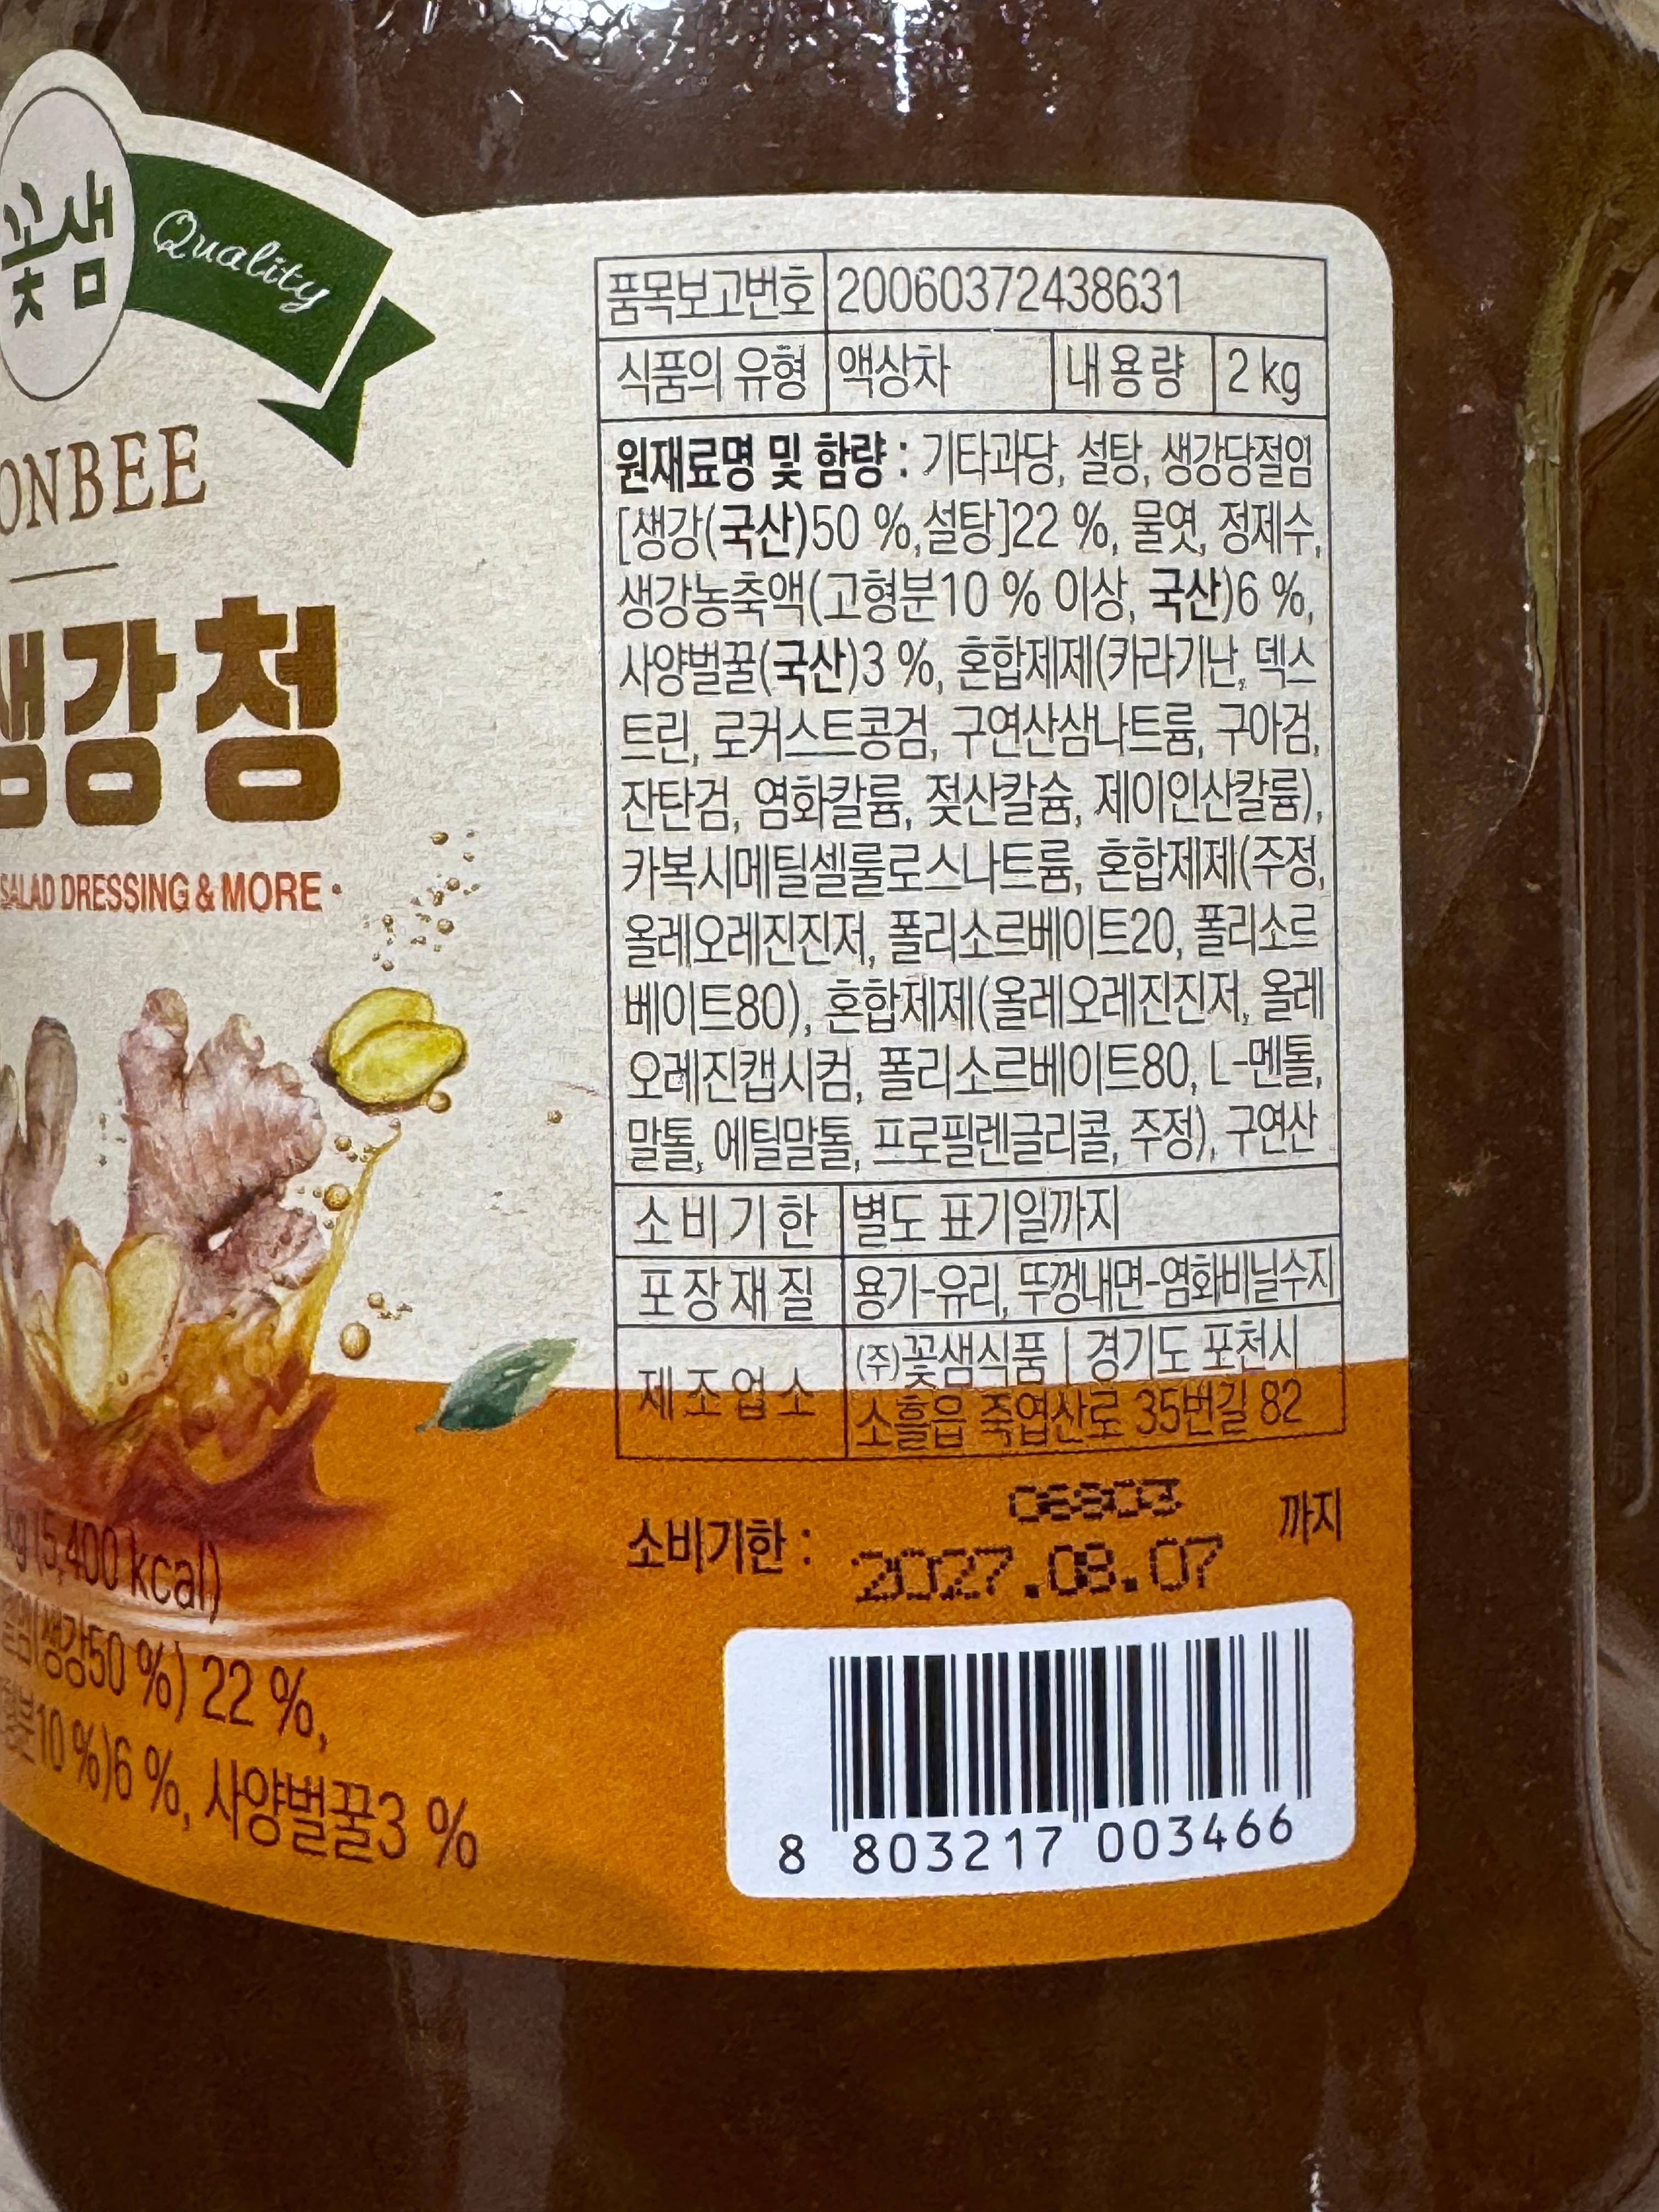 꽃샘
Quality
ONBEE
생강청
SALAD DRESSING & MORE •
kg (5,400 kcal)
(생강50 %) 22 %,
10 %)6 %, 사양벌꿀3 %
품목보고번호 20060372438631
식품의 유형 액상차 내용량 2 kg
원재료명 및 함량 : 기타과당, 설탕, 생강당절임
[생강(국산)50 %,설탕]22 %, 물엿, 정제수,
생강농축액(고형분10 % 이상, 국산)6 %,
사양벌꿀(국산)3 %, 혼합제제(카라기난, 덱스
트린, 로커스트콩검, 구연산삼나트륨, 구아검,
잔탄검, 염화칼륨, 젖산칼슘, 제이인산칼륨),
카복시메틸셀룰로스나트륨, 혼합제제(주정,
올레오레진진저, 폴리소르베이트20, 폴리소르
베이트80), 혼합제제(올레오레진진저, 올레
오레진캡시컴, 폴리소르베이트80, L-멘톨,
말톨, 에틸말톨, 프로필렌글리콜, 주정), 구연산
소비기한 별도 표기일까지
포장재질 용기-유리, 뚜껑내면-염화비닐수지
제조업소 (주)꽃샘식품 | 경기도 포천시
소흘읍 죽엽산로 35번길 82
소비기한 : 2027.08.07 까지
8 803217 003466